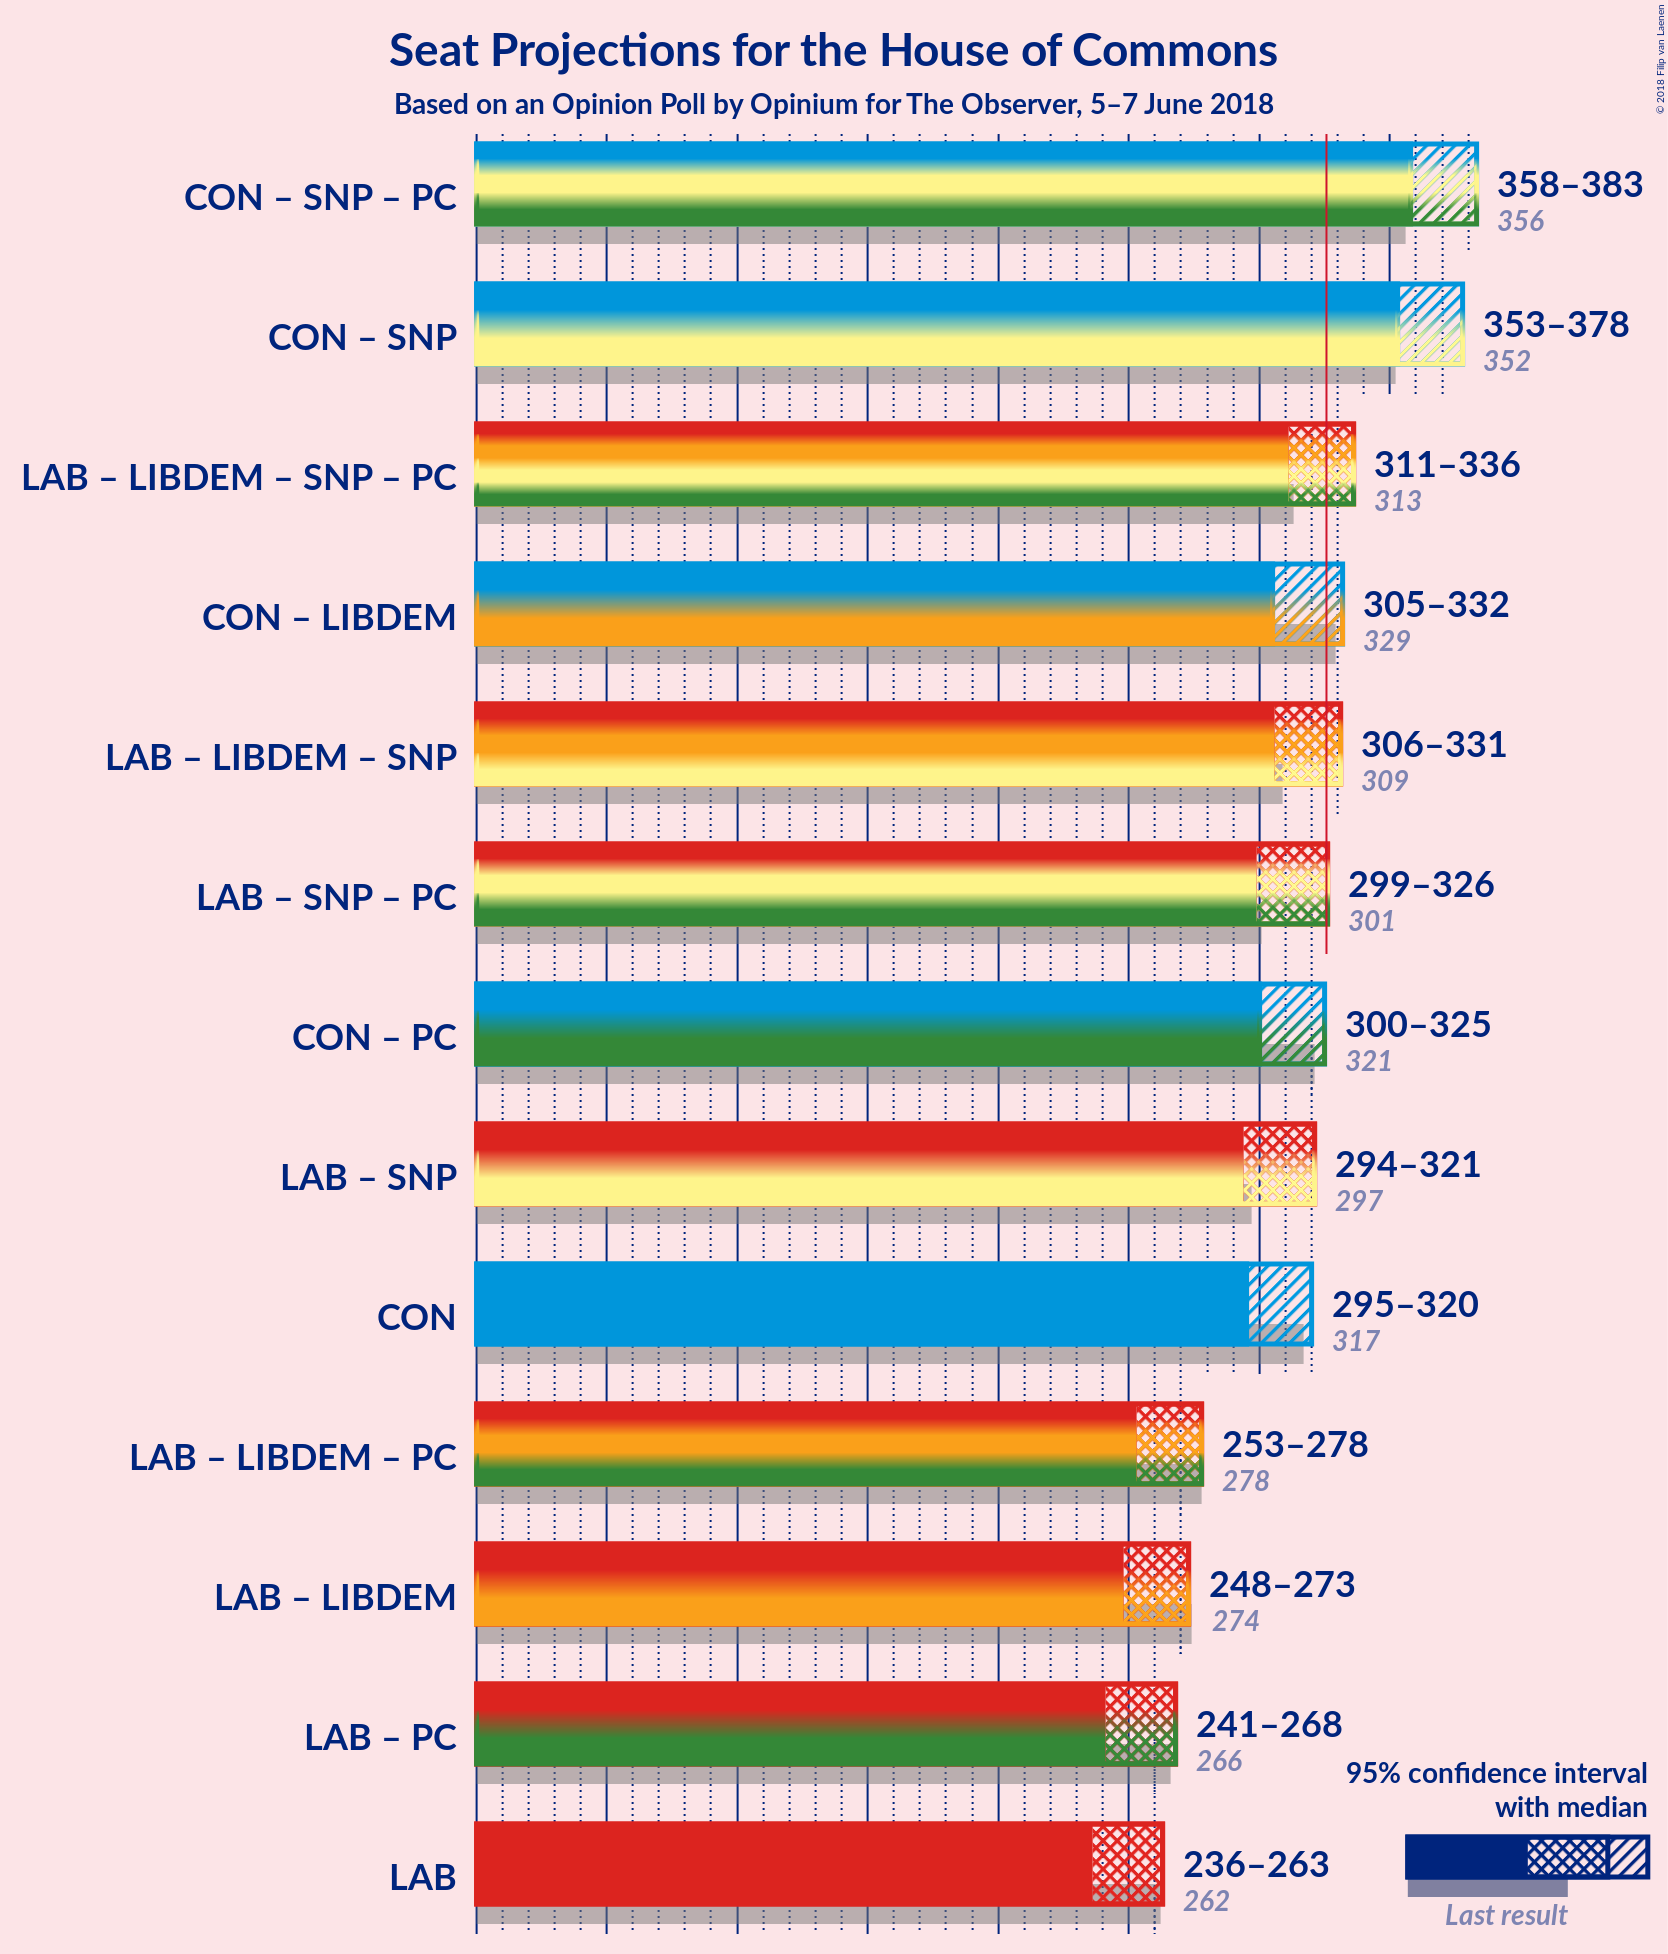 Seat Projections for the House of Commons
Based on an Opinion Poll by Opinium for The Observer, 5–7 June 2018
© 2018 Filip van Laenen
CON – SNP – PC
358–383
356
CON – SNP
353–378
352
LAB – LIBDEM – SNP – PC
311–336
313
CON – LIBDEM
305–332
329
LAB – LIBDEM – SNP
306–331
309
LAB – SNP – PC
299–326
301
CON – PC
300–325
321
LAB – SNP
294–321
297
CON
295–320
317
LAB – LIBDEM – PC
253–278
278
LAB – LIBDEM
248–273
274
LAB – PC
241–268
266
LAB
236–263
262
95% confidence interval
with median
Last result